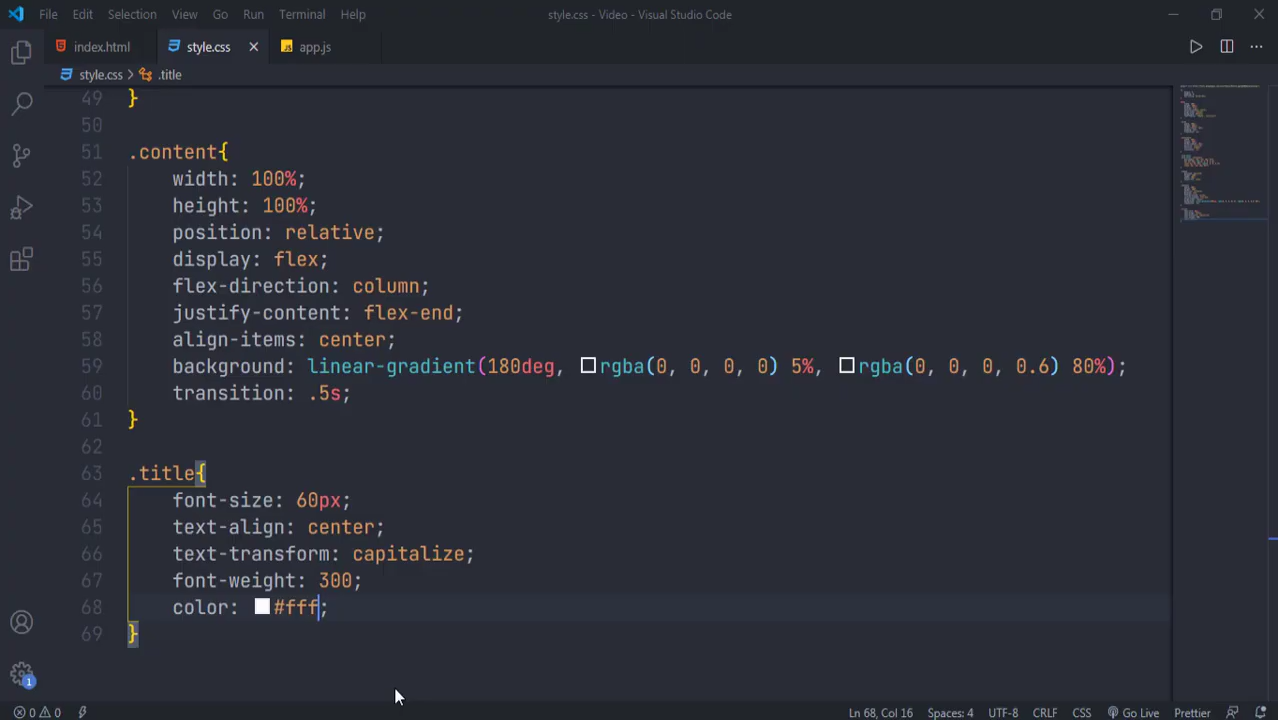 File Edit Selection View Go Run Terminal Help style.css - Video - Visual Studio Code
index.html style.css app.js
style.css > .title
49 }
50
51 .content{
52 width: 100%;
53 height: 100%;
54 position: relative;
55 display: flex;
56 flex-direction: column;
57 justify-content: flex-end;
58 align-items: center;
59 background: linear-gradient(180deg, rgba(0, 0, 0, 0) 5%, rgba(0, 0, 0, 0.6) 80%);
60 transition: .5s;
61 }
62
63 .title{
64 font-size: 60px;
65 text-align: center;
66 text-transform: capitalize;
67 font-weight: 300;
68 color: #fff;
69 }
1
0 0 Ln 68, Col 16 Spaces: 4 UTF-8 CRLF CSS Go Live Prettier